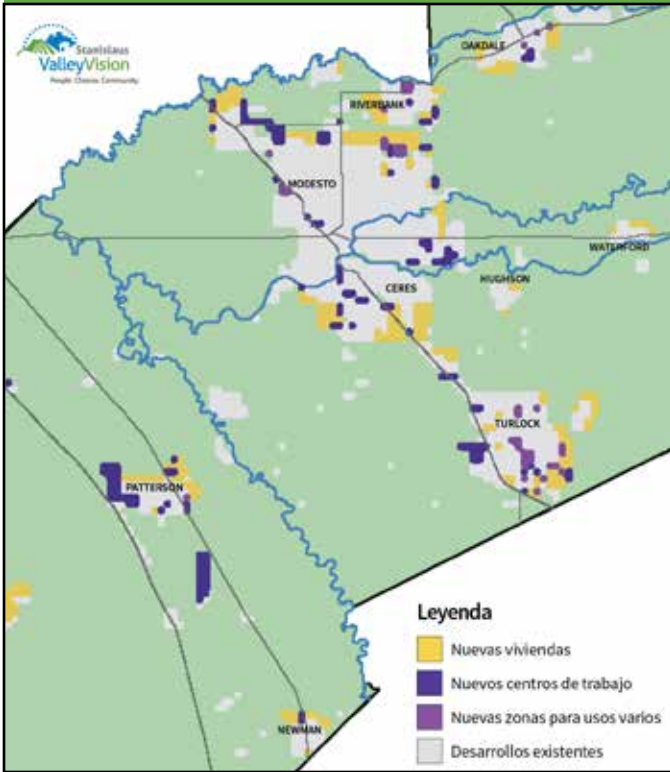 Stanislaus
ValleyVision
People Choices Community
OAKDALE
RIVERBANK
MODESTO
WATERFORD
HUGHSON
CERES
TURLOCK
PATTERSON
NEWMAN
Leyenda
Nuevas viviendas
Nuevos centros de trabajo
Nuevas zonas para usos varios
Desarrollos existentes